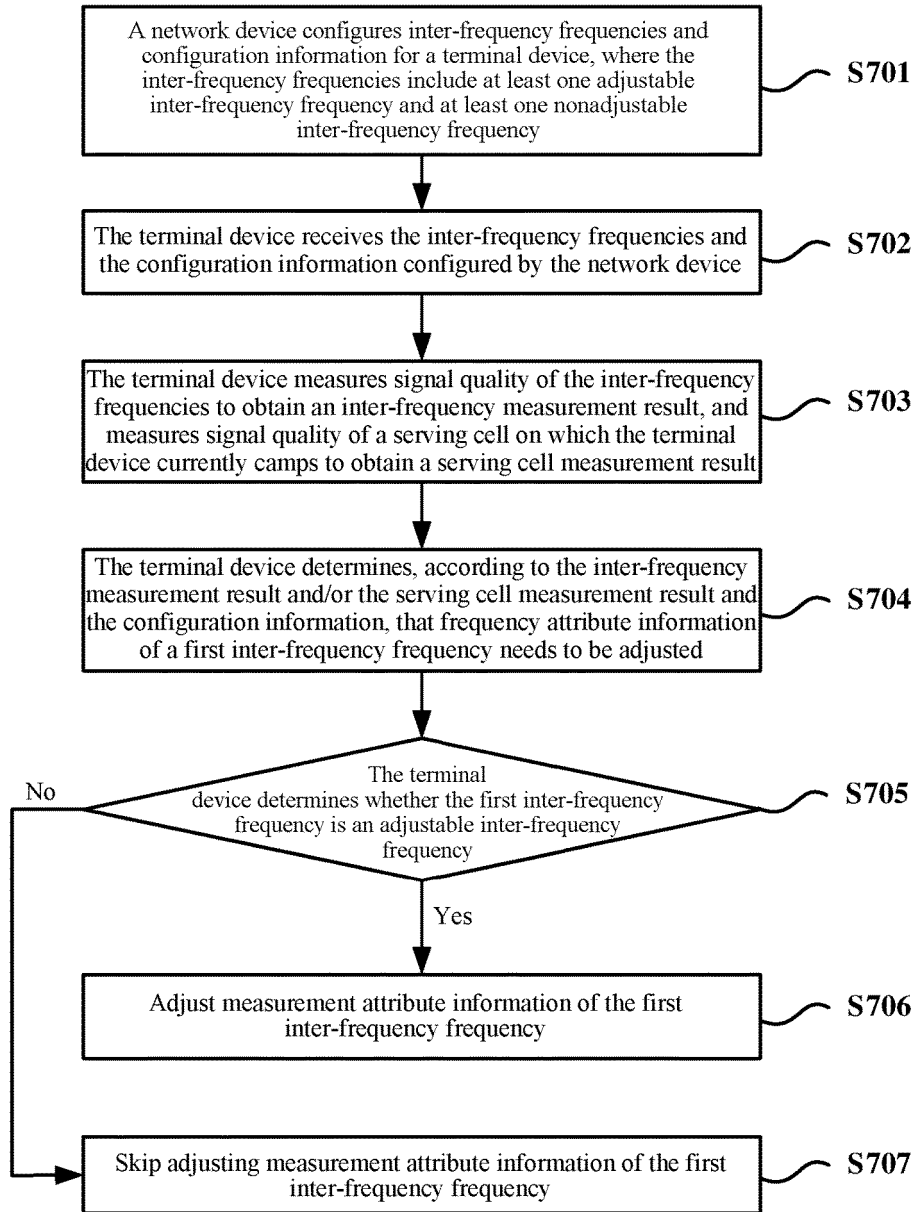 A network device configures inter-frequency frequencies and
configuration information for a terminal device, where the
inter-frequency frequencies include at least one adjustable
inter-frequency frequency and at least one nonadjustable
inter-frequency frequency
S701
The terminal device receives the inter-frequency frequencies and
the configuration information configured by the network device
S702
The terminal device measures signal quality of the inter-frequency
frequencies to obtain an inter-frequency measurement result, and
measures signal quality of a serving cell on which the terminal
device currently camps to obtain a serving cell measurement result
S703
The terminal device determines, according to the inter-frequency
measurement result and/or the serving cell measurement result and
the configuration information, that frequency attribute information
of a first inter-frequency frequency needs to be adjusted
S704
The terminal
device determines whether the first inter-frequency
frequency is an adjustable inter-frequency
frequency
S705
No
Yes
Adjust measurement attribute information of the first
inter-frequency frequency
S706
Skip adjusting measurement attribute information of the first
inter-frequency frequency
S707